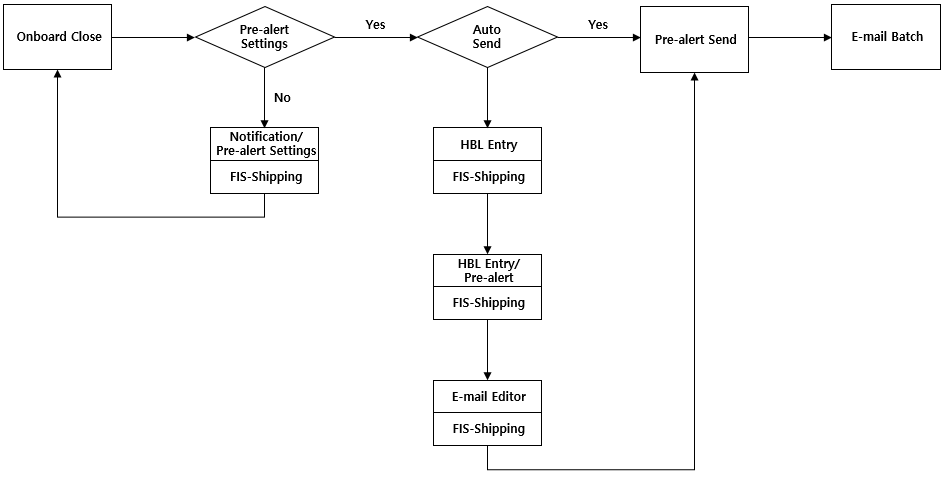 Onboard Close
Pre-alert
Settings
Yes
Auto
Send
Yes
Pre-alert Send
E-mail Batch
No
Notification/
Pre-alert Settings
FIS-Shipping
HBL Entry
FIS-Shipping
HBL Entry/
Pre-alert
FIS-Shipping
E-mail Editor
FIS-Shipping